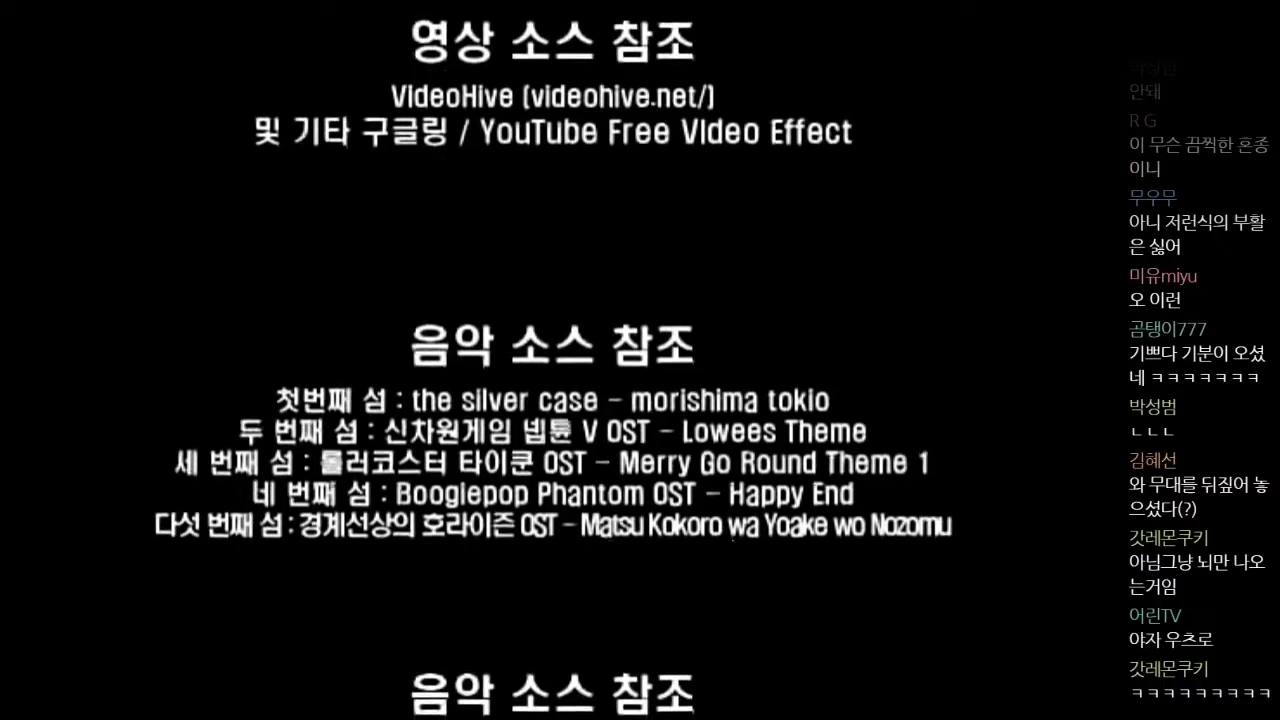 영상 소스 참조
VideoHive (videohive.net/)
및 기타 구글링 / YouTube Free Video Effect
음악 소스 참조
첫번째 섬 : the silver case - morishima tokio
두 번째 섬 : 신차원게임 넵튠 V OST - Lowees Theme
세 번째 섬 : 롤러코스터 타이쿤 OST - Merry Go Round Theme 1
네 번째 섬 : Boogiepop Phantom OST - Happy End
다섯 번째 섬 : 경계선상의 호라이즌 OST - Matsu Kokoro wa Yoake wo Nozomu
음악 소스 참조
안돼
R G
이 무슨 끔찍한 혼종
이니
무우무
아니 저런식의 부활
은 싫어
미유miyu
오 이런
곰탱이777
기쁘다 기분이 오셨
네 ㅋㅋㅋㅋㅋㅋㅋ
박성범
ㄴㄴㄴ
김혜선
와 무대를 뒤짚어 놓
으셨다(?)
갓레몬쿠키
아님그냥 뇌만 나오
는거임
어린TV
야자 우츠로
갓레몬쿠키
ㅋㅋㅋㅋㅋㅋㅋㅋㅋ